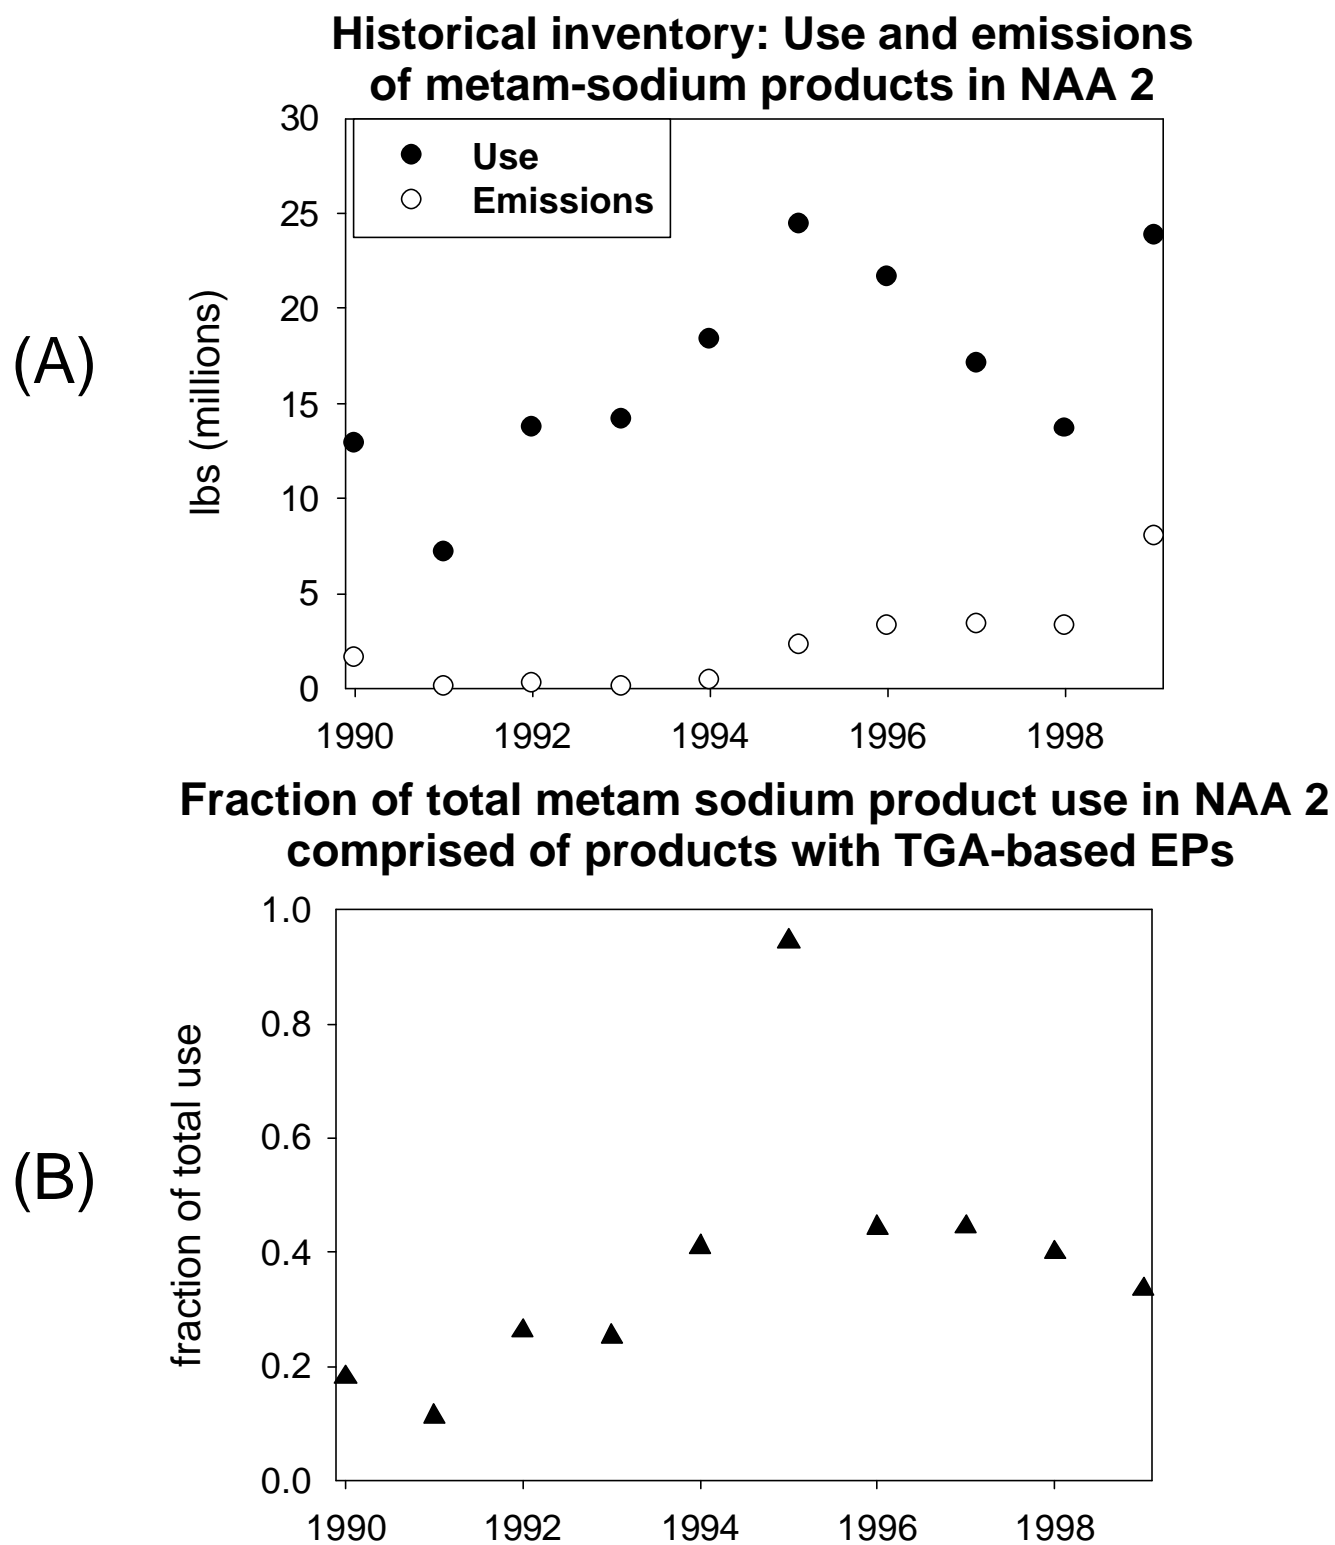 Historical inventory: Use and emissions
of metam-sodium products in NAA 2
30
Use
Emissions
25
20
(A)
lbs (millions)
15
10
5
0
1990 1992 1994 1996 1998
Fraction of total metam sodium product use in NAA 2
comprised of products with TGA-based EPs
1.0
0.8
0.6
(B)
fraction of total use
0.4
0.2
0.0
1990 1992 1994 1996 1998